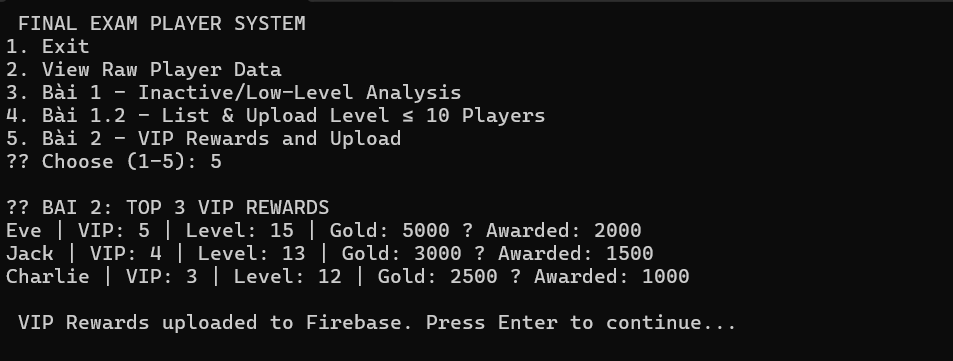 FINAL EXAM PLAYER SYSTEM
1. Exit
2. View Raw Player Data
3. Bài 1 - Inactive/Low-Level Analysis
4. Bài 1.2 - List & Upload Level ≤ 10 Players
5. Bài 2 - VIP Rewards and Upload
?? Choose (1-5): 5
?? BAI 2: TOP 3 VIP REWARDS
Eve | VIP: 5 | Level: 15 | Gold: 5000 ? Awarded: 2000
Jack | VIP: 4 | Level: 13 | Gold: 3000 ? Awarded: 1500
Charlie | VIP: 3 | Level: 12 | Gold: 2500 ? Awarded: 1000
VIP Rewards uploaded to Firebase. Press Enter to continue...